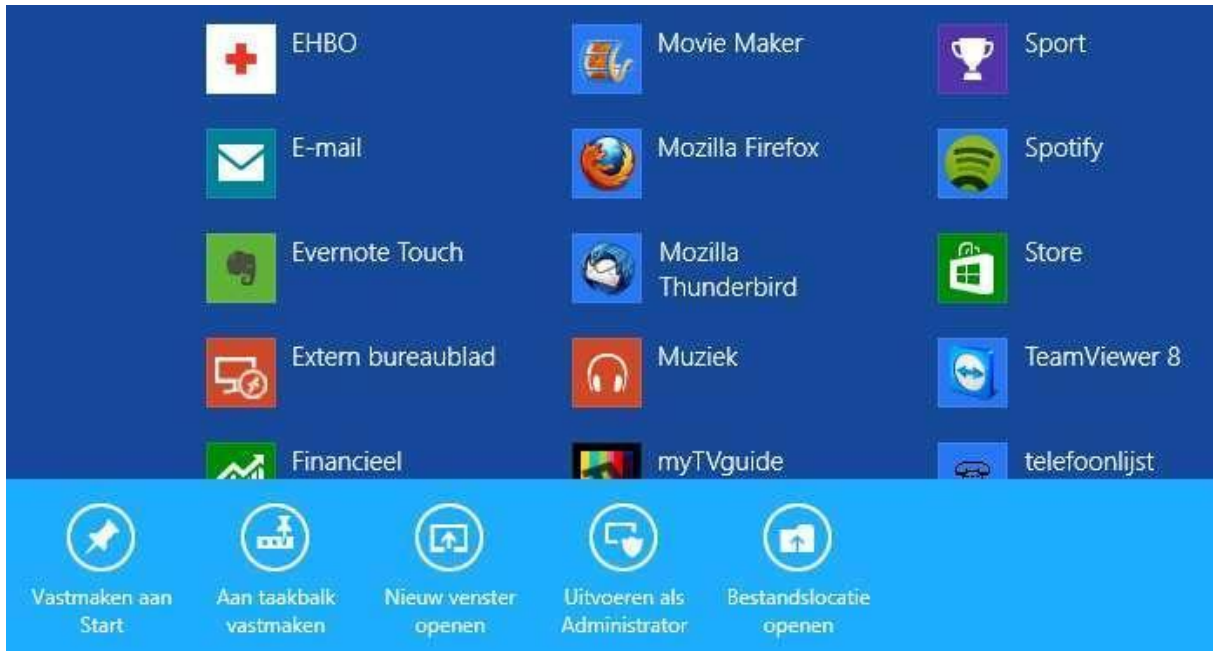 EHBO
E-mail
Evernote Touch
Extern bureaublad
Financieel
Movie Maker
Mozilla Firefox
Mozilla
Thunderbird
Muziek
myTVguide
Sport
Spotify
Store
TeamViewer 8
telefoonlijst
Vastmaken aan
Start
Aan taakbalk
vastmaken
Nieuw venster
openen
Uitvoeren als
Administrator
Bestandslocatie
openen